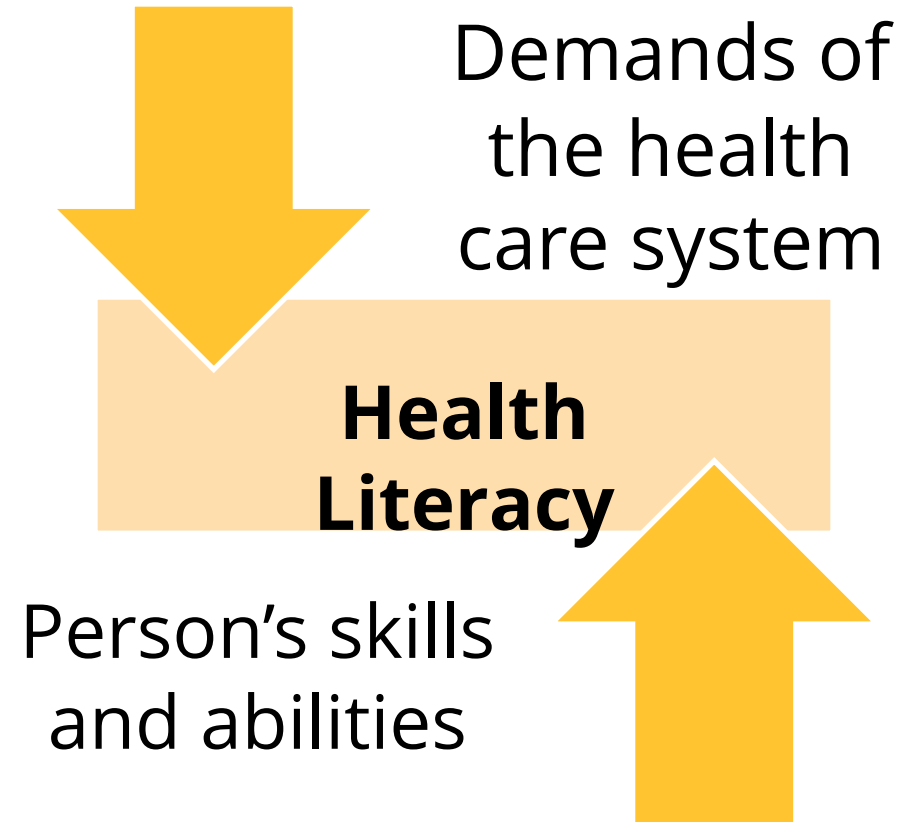 Demands of
the health
care system
Health
Literacy
Person’s skills
and abilities